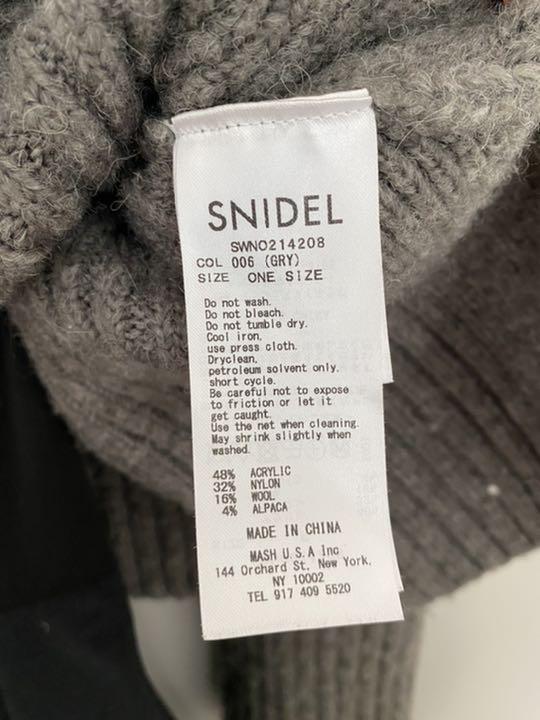 SNIDEL
SWNO214208
COL 006 (GRY)
SIZE ONE SIZE
Do not wash.
Do not bleach.
Do not tumble dry.
Cool iron,
use press cloth.
Dryclean,
petroleum solvent only.
short cycle.
Be careful not to expose
to friction or let it
get caught.
Use the net when cleaning.
May shrink slightly when
washed.
48% ACRYLIC
32% NYLON
16% WOOL
4% ALPACA
MADE IN CHINA
MASH U.S.A Inc
144 Orchard St, New York,
NY 10002
TEL 917 409 5520